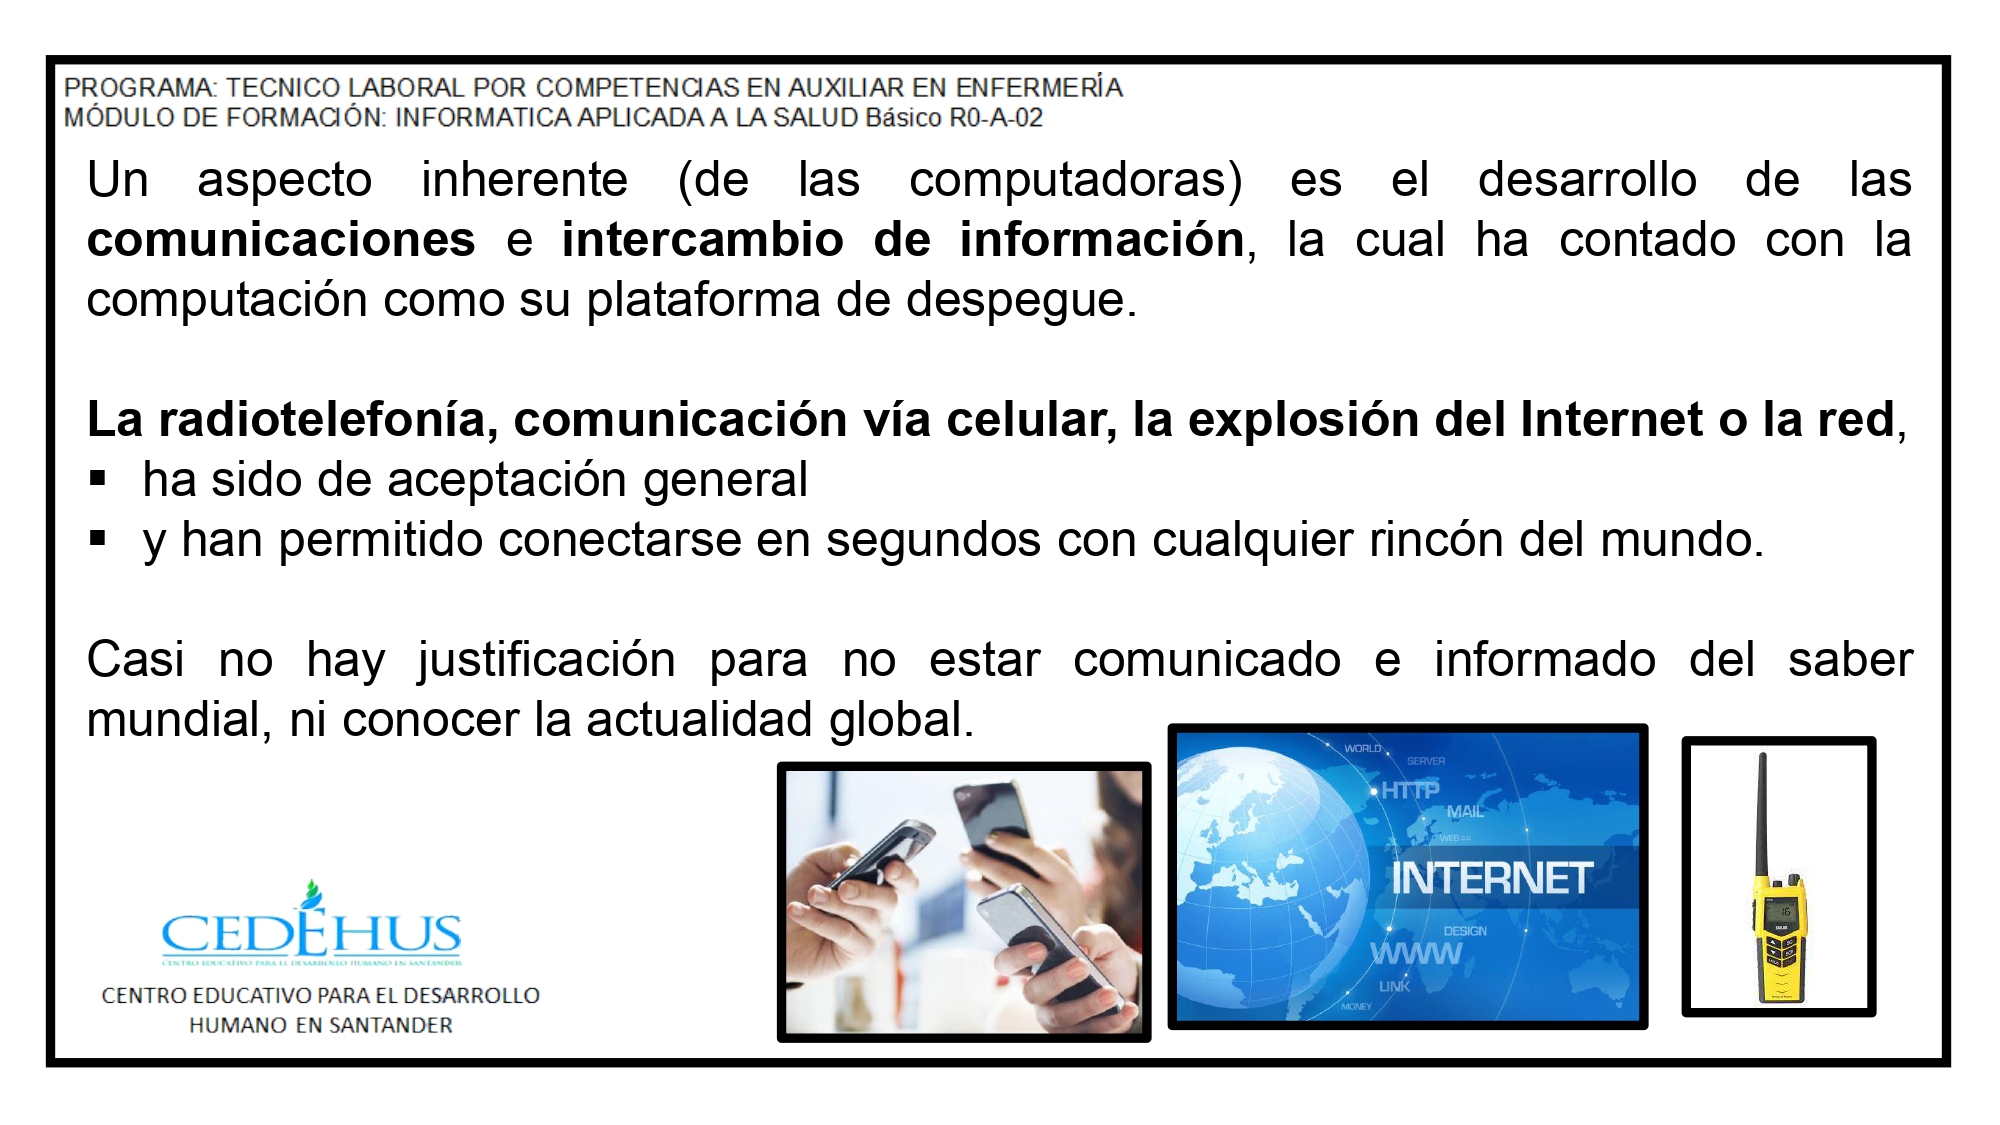 PROGRAMA: TECNICO LABORAL POR COMPETENCIAS EN AUXILIAR EN ENFERMERÍA
MÓDULO DE FORMACIÓN: INFORMATICA APLICADA A LA SALUD Básico R0-A-02
Un aspecto inherente (de las computadoras) es el desarrollo de las
comunicaciones e intercambio de información, la cual ha contado con la
computación como su plataforma de despegue.
La radiotelefonía, comunicación vía celular, la explosión del Internet o la red,
▪ ha sido de aceptación general
▪ y han permitido conectarse en segundos con cualquier rincón del mundo.
Casi no hay justificación para no estar comunicado e informado del saber
mundial, ni conocer la actualidad global.
WORLD
SERVER
HTTP
MAIL
WEB 2.0
INTERNET
DESIGN
WWW
LINK
MONEY
16
CEDEHUS
CENTRO EDUCATIVO PARA EL DESARROLLO HUMANO EN SANTANDER
CENTRO EDUCATIVO PARA EL DESARROLLO
HUMANO EN SANTANDER